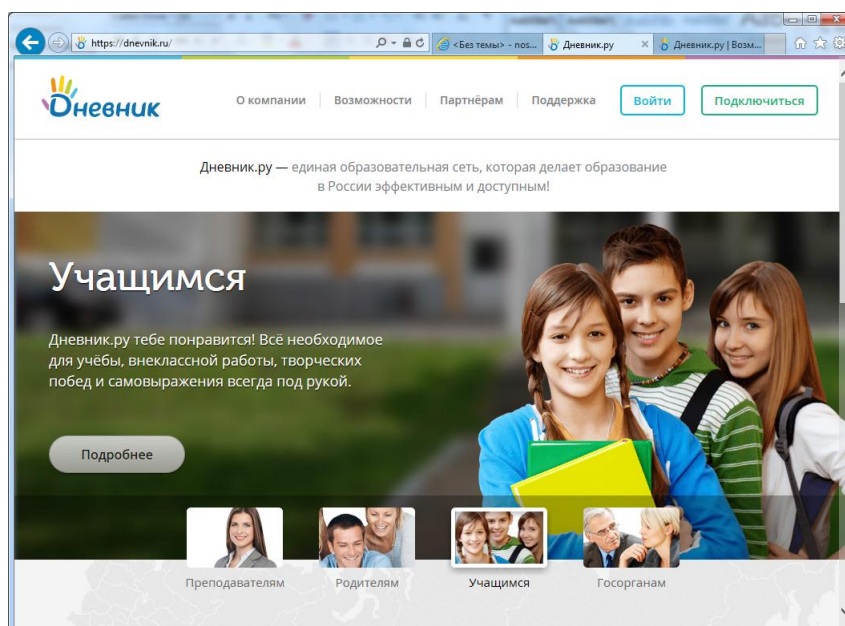 https://dnevnik.ru/
<Без темы> - nos...
Дневник.ру
Дневник.ру | Возм...
Дневник
О компании
Возможности
Партнёрам
Поддержка
Войти
Подключиться
Дневник.ру — единая образовательная сеть, которая делает образование
в России эффективным и доступным!
Учащимся
Дневник.ру тебе понравится! Всё необходимое
для учёбы, внеклассной работы, творческих
побед и самовыражения всегда под рукой.
Подробнее
Преподавателям
Родителям
Учащимся
Госорганам